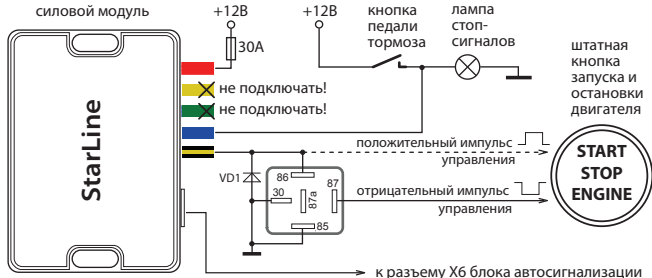 силовой модуль
+12В
+12В
кнопка
педали
тормоза
лампа
стоп-
сигналов
штатная
кнопка
запуска и
остановки
двигателя
30А
не подключать!
не подключать!
StarLine
положительный импульс
управления
START
STOP
ENGINE
VD1
86
30
87a
87
85
отрицательный импульс
управления
к разъему X6 блока автосигнализации